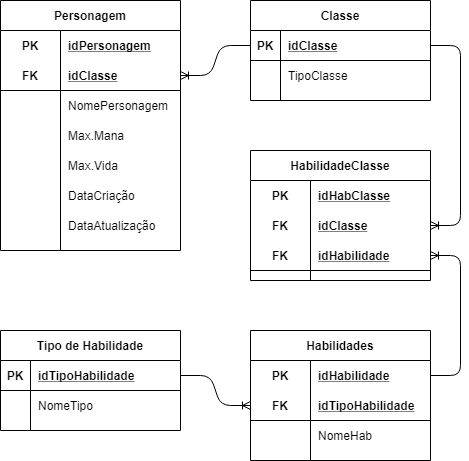 Personagem
PK idPersonagem
FK idClasse
NomePersonagem
Max.Mana
Max.Vida
DataCriação
DataAtualização
Classe
PK idClasse
TipoClasse
HabilidadeClasse
PK idHabClasse
FK idClasse
FK idHabilidade
Tipo de Habilidade
PK idTipoHabilidade
NomeTipo
Habilidades
PK idHabilidade
FK idTipoHabilidade
NomeHab